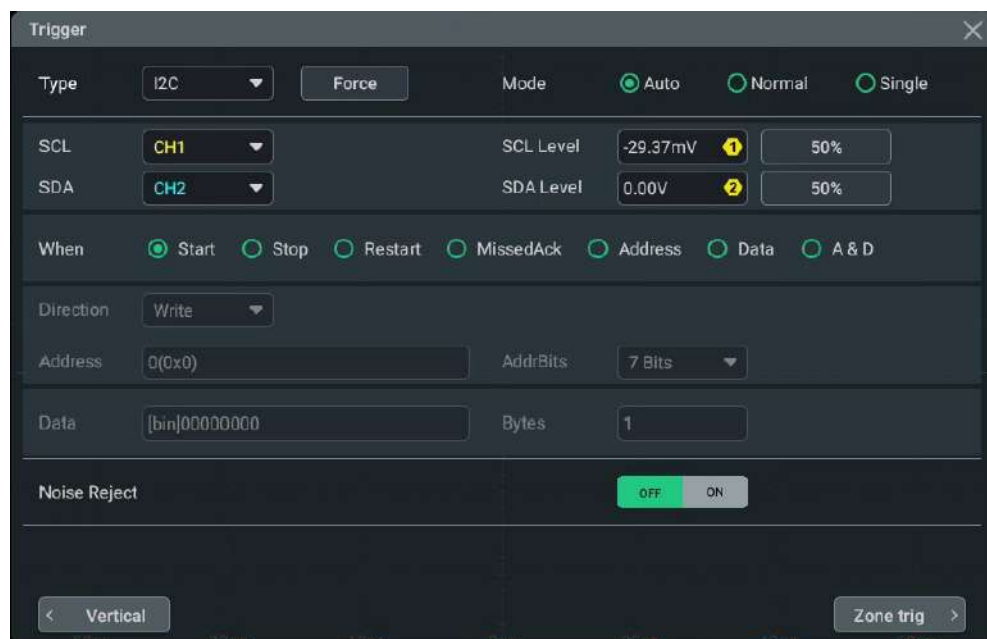 Trigger
Type I2C Force Mode Auto Normal Single
SCL CH1 SCL Level -29.37mV 1 50%
SDA CH2 SDA Level 0.00V 2 50%
When Start Stop Restart MissedAck Address Data A & D
Direction Write
Address 0(0x0) AddrBits 7 Bits
Data [bin]00000000 Bytes 1
Noise Reject OFF ON
< Vertical Zone trig >